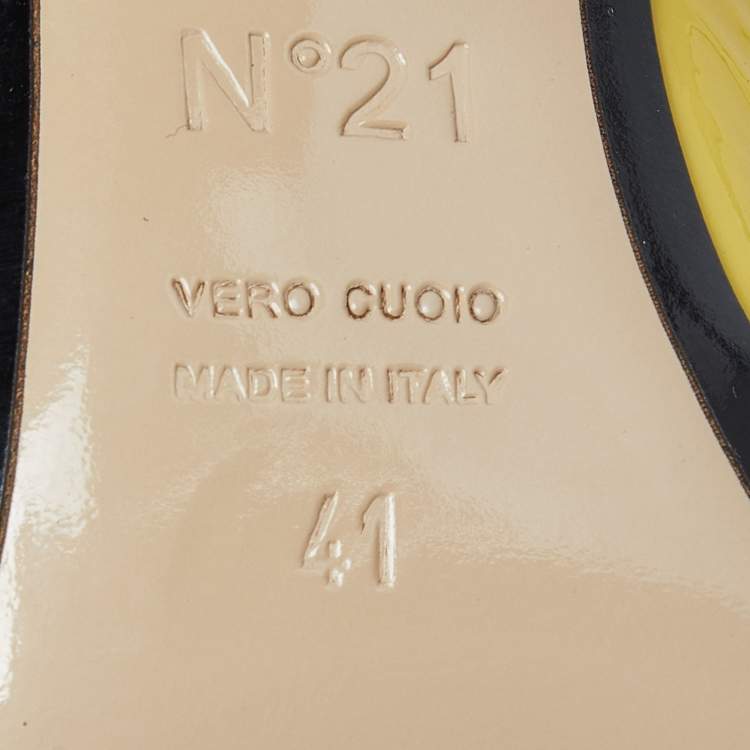 N°21
VERO CUOIO
MADE IN ITALY
41